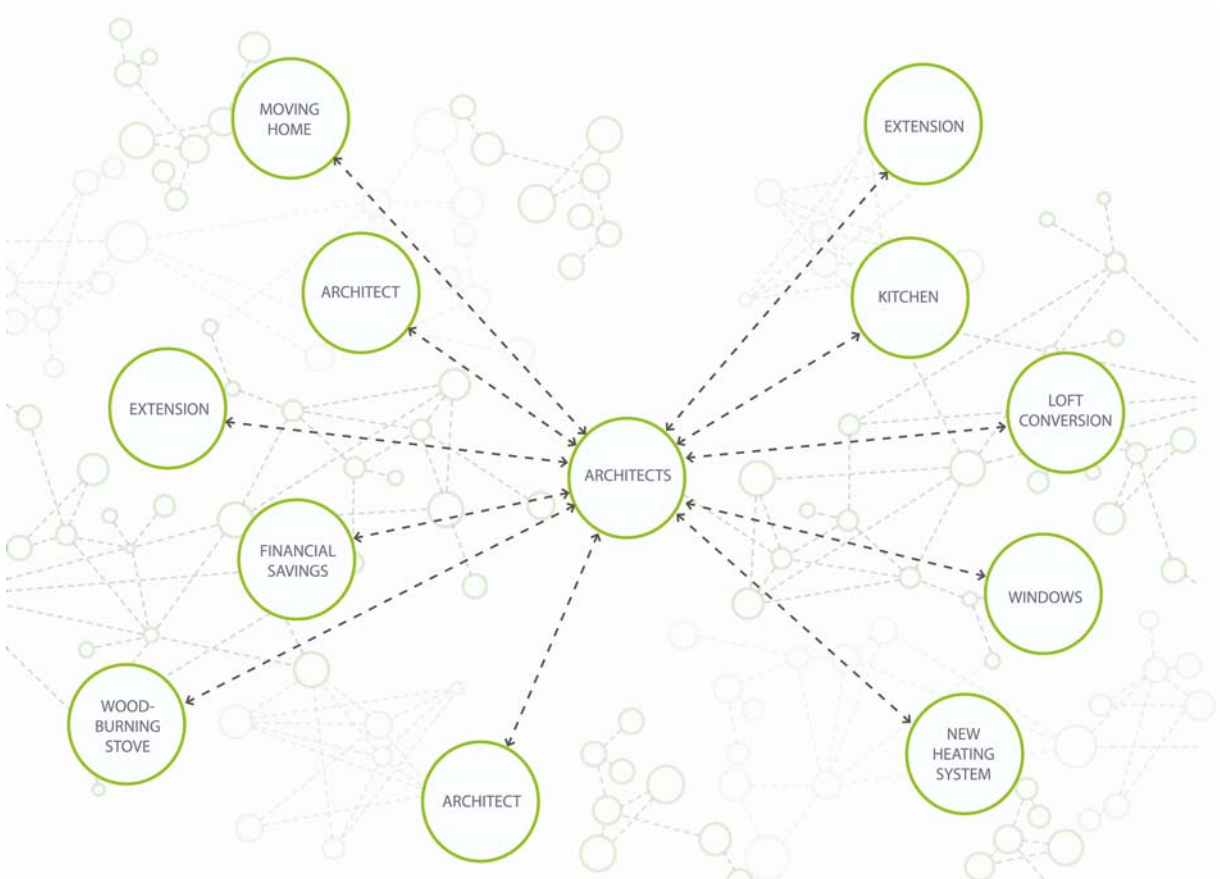 MOVING
HOME
EXTENSION
ARCHITECT
KITCHEN
EXTENSION
LOFT
CONVERSION
ARCHITECTS
FINANCIAL
SAVINGS
WINDOWS
WOOD-
BURNING
STOVE
NEW
HEATING
SYSTEM
ARCHITECT